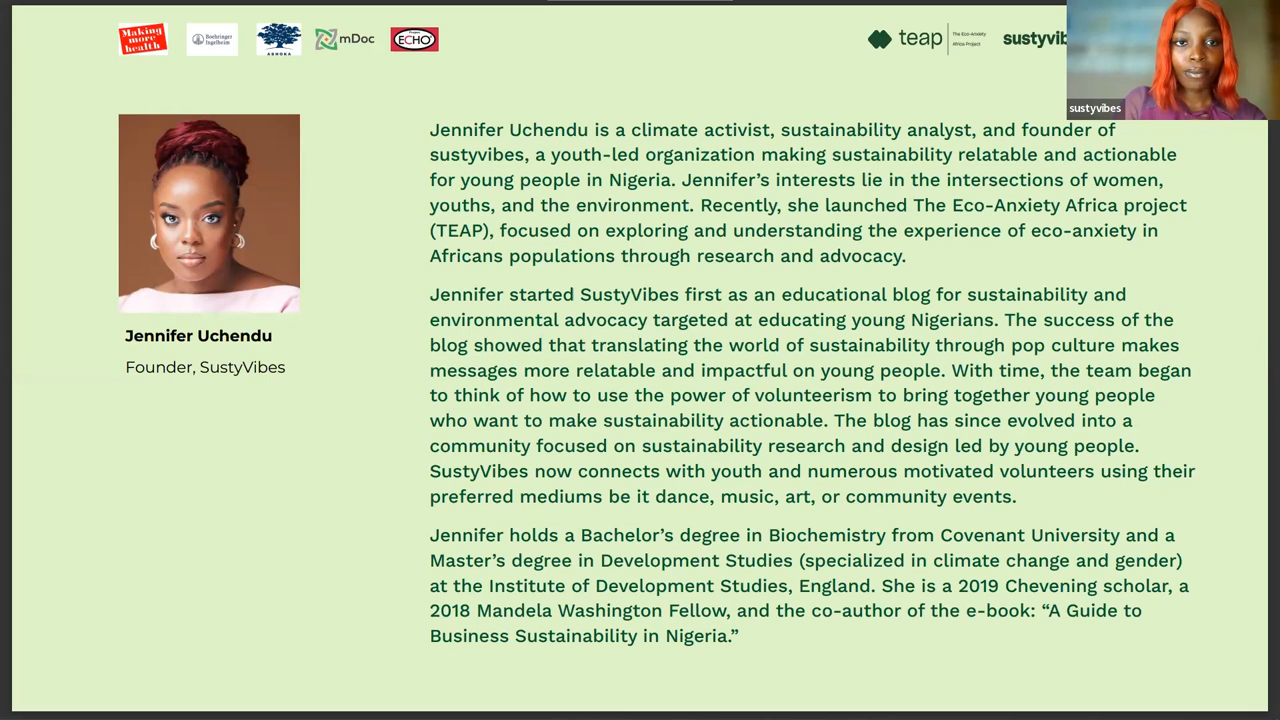 Making
more
health
Boehringer
Ingelheim
ASHOKA
mDoc
Project
ECHO
teap
The Eco-Anxiety
Africa Project
sustyvib
sustyvibes
Jennifer Uchendu
Founder, SustyVibes
Jennifer Uchendu is a climate activist, sustainability analyst, and founder of
sustyvibes, a youth-led organization making sustainability relatable and actionable
for young people in Nigeria. Jennifer’s interests lie in the intersections of women,
youths, and the environment. Recently, she launched The Eco-Anxiety Africa project
(TEAP), focused on exploring and understanding the experience of eco-anxiety in
Africans populations through research and advocacy.
Jennifer started SustyVibes first as an educational blog for sustainability and
environmental advocacy targeted at educating young Nigerians. The success of the
blog showed that translating the world of sustainability through pop culture makes
messages more relatable and impactful on young people. With time, the team began
to think of how to use the power of volunteerism to bring together young people
who want to make sustainability actionable. The blog has since evolved into a
community focused on sustainability research and design led by young people.
SustyVibes now connects with youth and numerous motivated volunteers using their
preferred mediums be it dance, music, art, or community events.
Jennifer holds a Bachelor’s degree in Biochemistry from Covenant University and a
Master’s degree in Development Studies (specialized in climate change and gender)
at the Institute of Development Studies, England. She is a 2019 Chevening scholar, a
2018 Mandela Washington Fellow, and the co-author of the e-book: “A Guide to
Business Sustainability in Nigeria.”